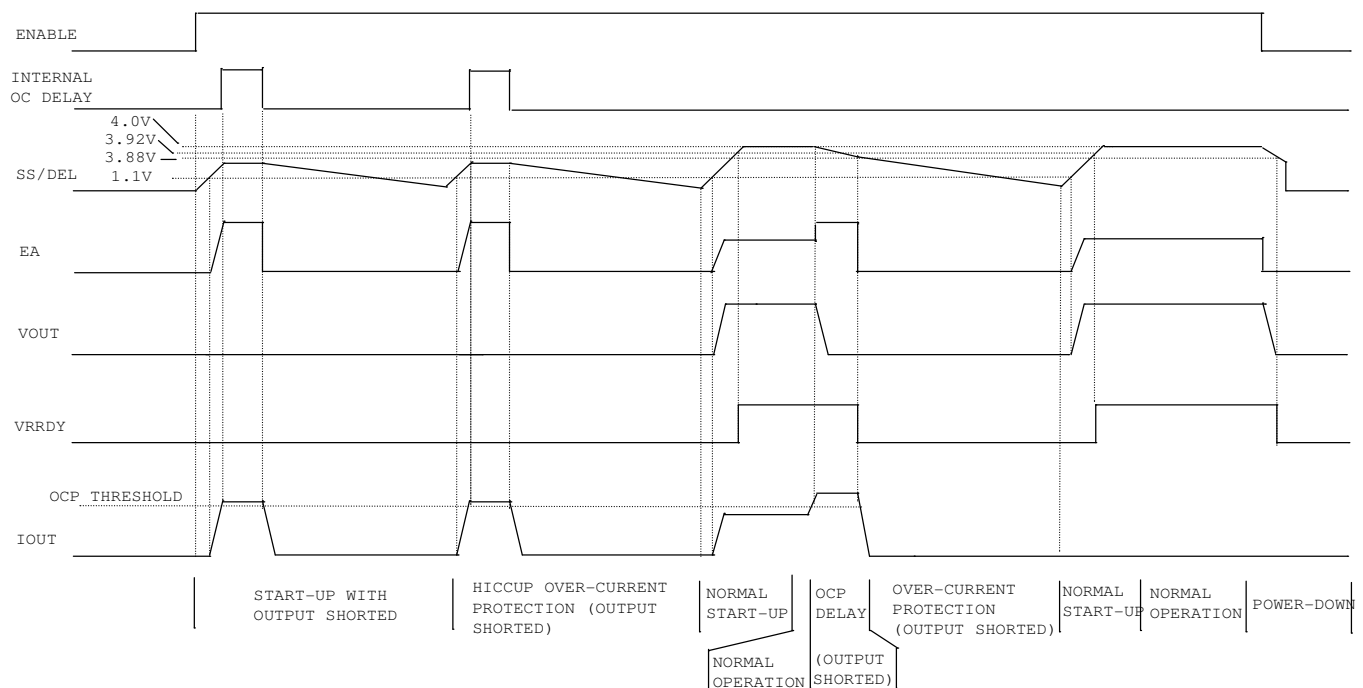 ENABLE
INTERNAL
OC DELAY
4.0V
3.92V
3.88V
SS/DEL
1.1V
EA
VOUT
VRRDY
OCP THRESHOLD
IOUT
START-UP WITH
OUTPUT SHORTED
HICCUP OVER-CURRENT
PROTECTION (OUTPUT
SHORTED)
NORMAL
START-UP
NORMAL
OPERATION
OCP
DELAY
(OUTPUT
SHORTED)
OVER-CURRENT
PROTECTION
(OUTPUT SHORTED)
NORMAL
START-UP
NORMAL
OPERATION
POWER-DOWN